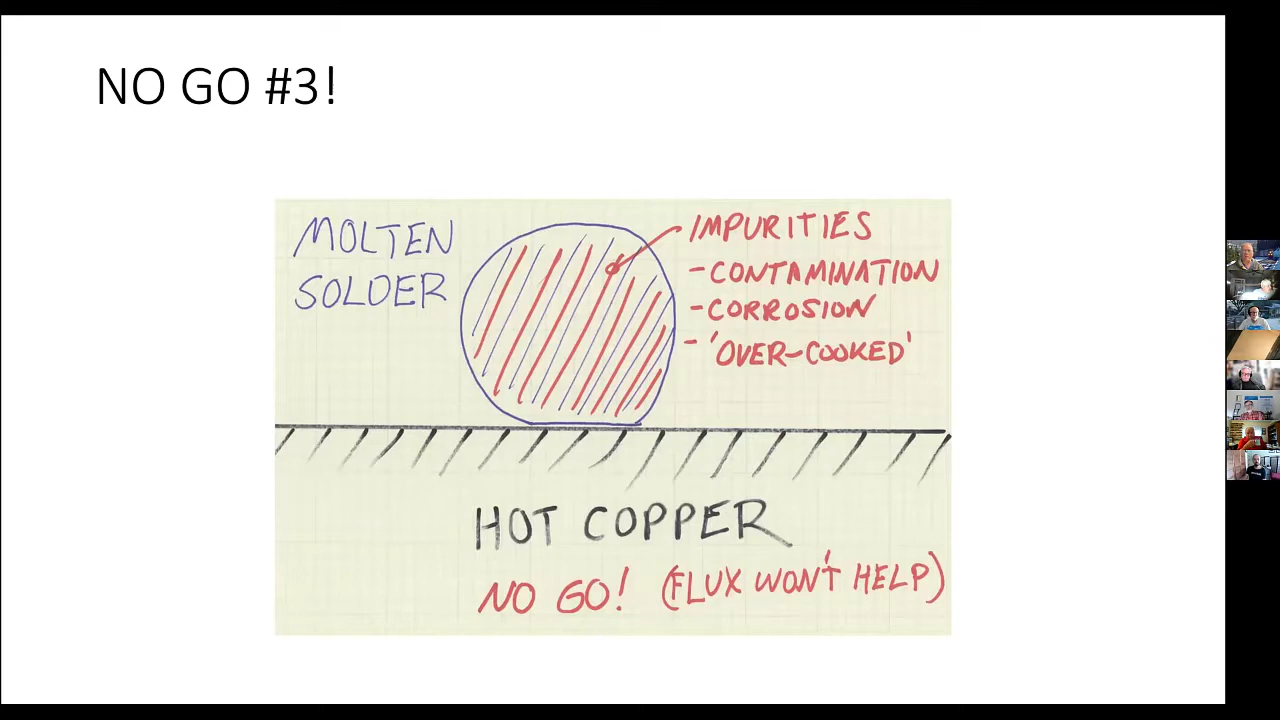 NO GO #3!
MOLTEN
SOLDER
IMPURITIES
- CONTAMINATION
- CORROSION
- 'OVER-COOKED'
HOT COPPER
NO GO! (FLUX WON'T HELP)